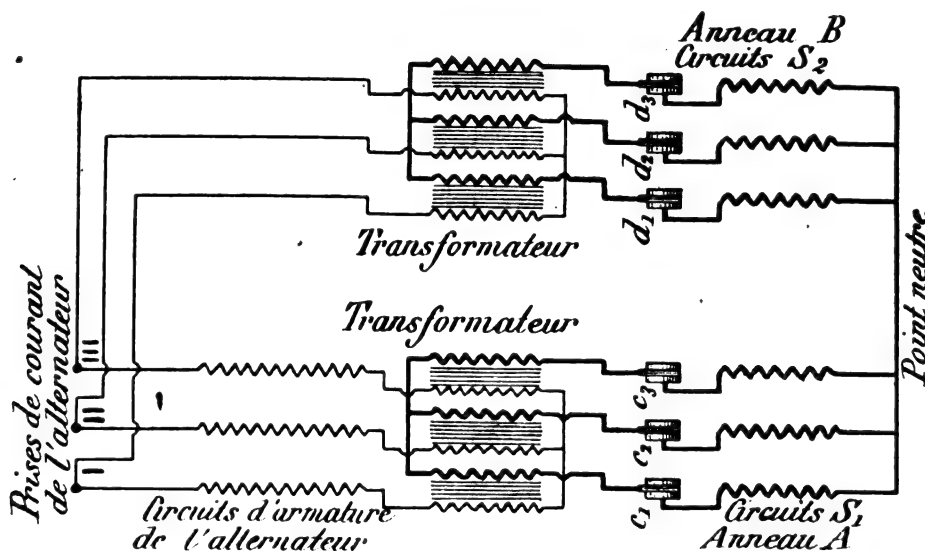 Anneau B
Circuits S2
d3
d2
d1
Transformateur
Transformateur
Prises de courant
de l'alternateur
III
II
I
Point neutre
c3
c2
c1
Circuits d'armature
de l'alternateur
Circuits S1
Anneau A